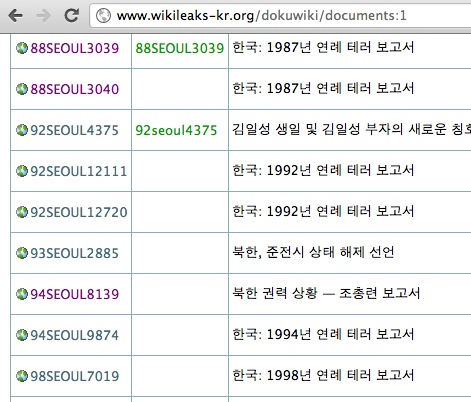 www.wikileaks-kr.org/dokuwiki/documents:1
88SEOUL3039 88SEOUL3039 한국: 1987년 연례 테러 보고서
88SEOUL3040 한국: 1987년 연례 테러 보고서
92SEOUL4375 92seoul4375 김일성 생일 및 김일성 부자의 새로운
92SEOUL12111 한국: 1992년 연례 테러 보고서
92SEOUL12720 한국: 1992년 연례 테러 보고서
93SEOUL2885 북한, 준전시 상태 해제 선언
94SEOUL8139 북한 권력 상황 — 조총련 보고서
94SEOUL9874 한국: 1994년 연례 테러 보고서
98SEOUL7019 한국: 1998년 연례 테러 보고서